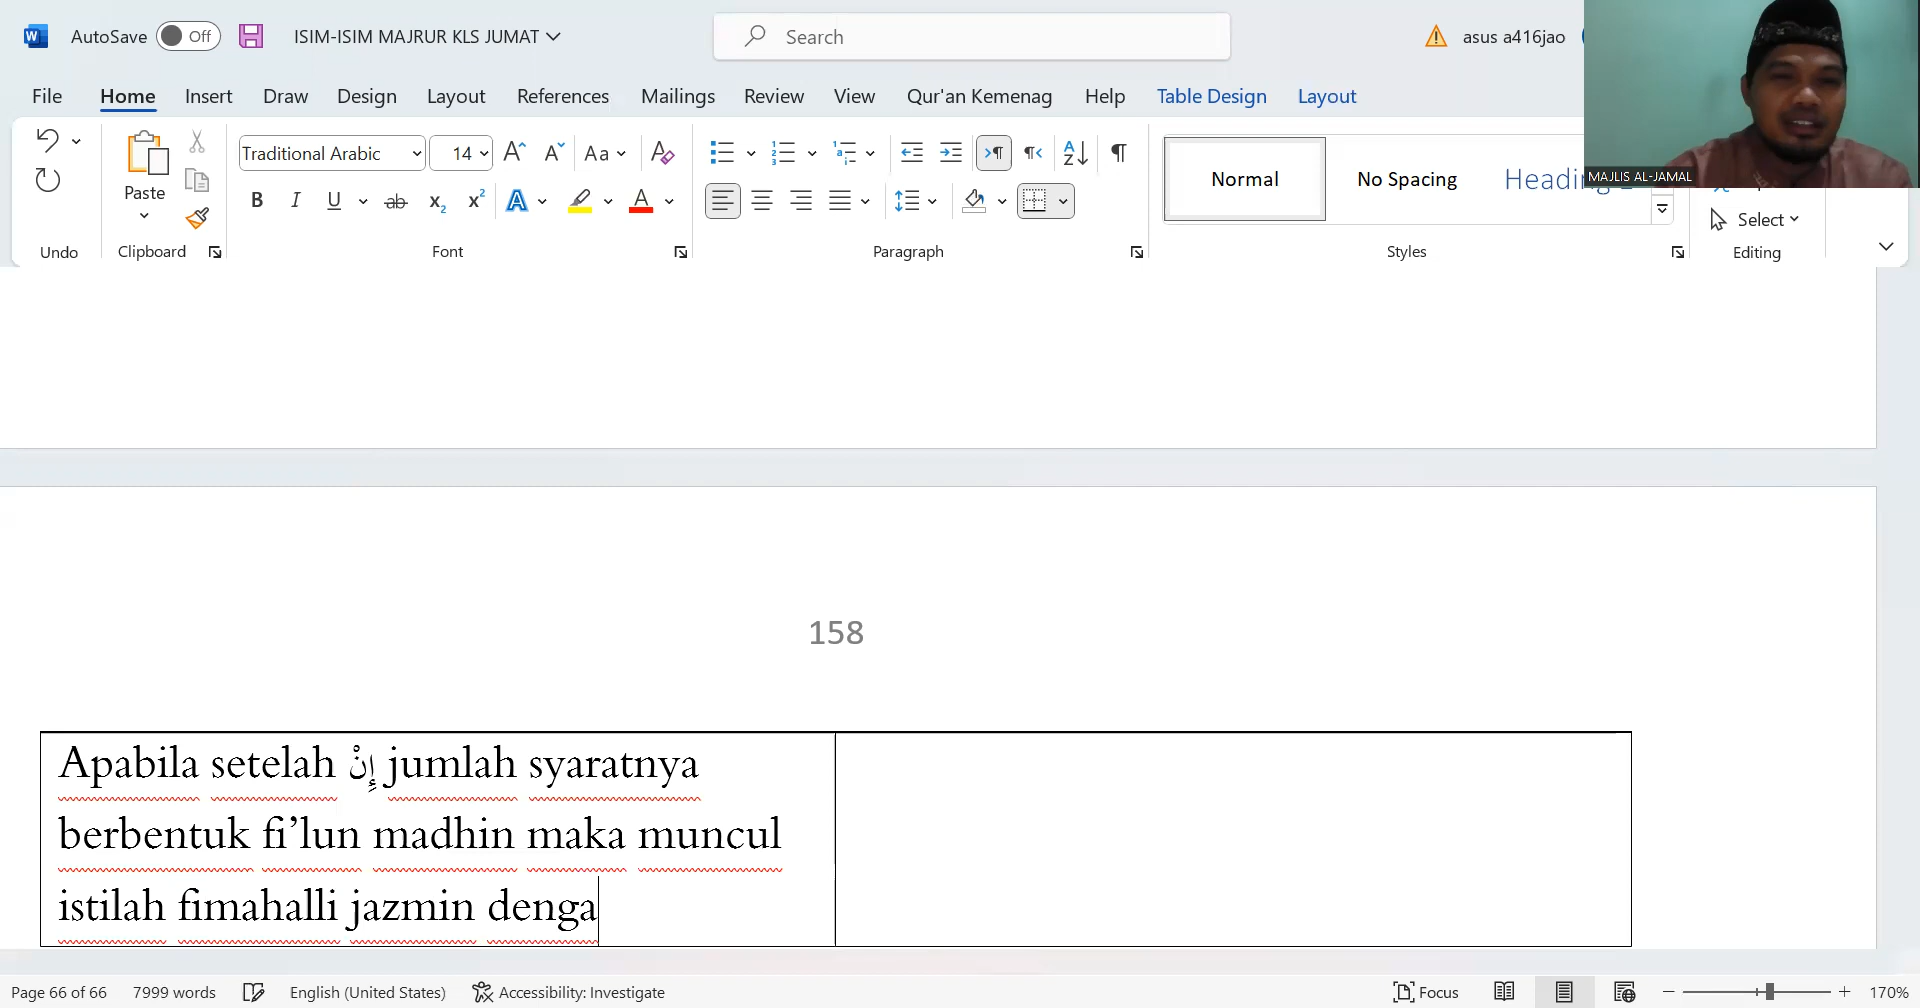 AutoSave Off ISIM-ISIM MAJRUR KLS JUMAT Search asus a416jao
File Home Insert Draw Design Layout References Mailings Review View Qur'an Kemenag Help Table Design Layout
Paste
Traditional Arabic 14
Normal No Spacing Heading
MAJLIS AL-JAMAL
Select
Undo Clipboard Font Paragraph Styles Editing
158
Apabila setelah إِنْ jumlah syaratnya
berbentuk fi’lun madhin maka muncul
istilah fimahalli jazmin denga
Page 66 of 66 7999 words English (United States) Accessibility: Investigate Focus 170%